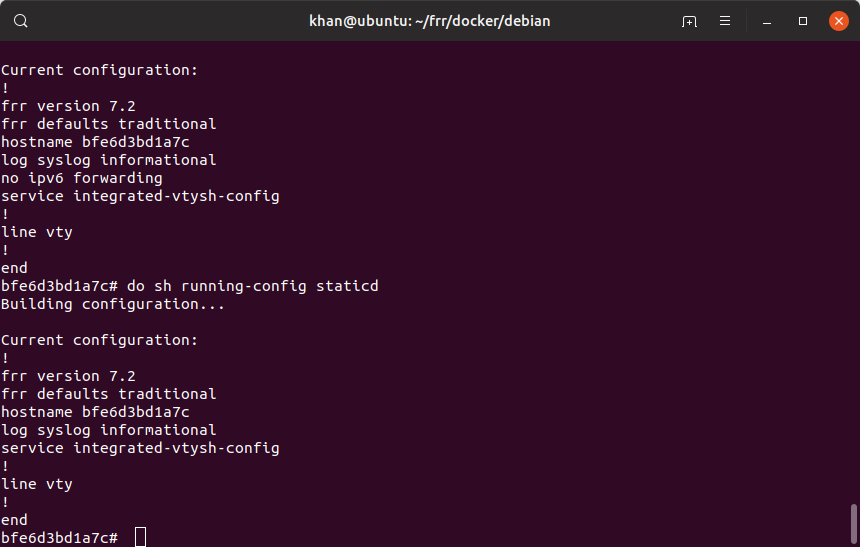 khan@ubuntu: ~/frr/docker/debian
Current configuration:
!
frr version 7.2
frr defaults traditional
hostname bfe6d3bd1a7c
log syslog informational
no ipv6 forwarding
service integrated-vtysh-config
!
line vty
!
end
bfe6d3bd1a7c# do sh running-config staticd
Building configuration...
Current configuration:
!
frr version 7.2
frr defaults traditional
hostname bfe6d3bd1a7c
log syslog informational
service integrated-vtysh-config
!
line vty
!
end
bfe6d3bd1a7c#